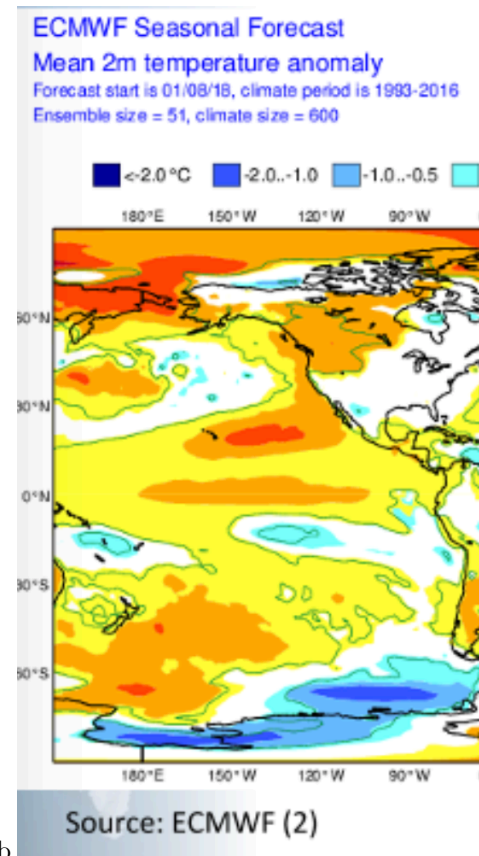 ECMWF Seasonal Forecast
Mean 2m temperature anomaly
Forecast start is 01/08/18, climate period is 1993-2016
Ensemble size = 51, climate size = 600
<-2.0°C -2.0..-1.0 -1.0..-0.5
180°E 150°W 120°W 90°W
60°N
30°N
0°N
30°S
60°S
180°E 150°W 120°W 90°W
Source: ECMWF (2)
b